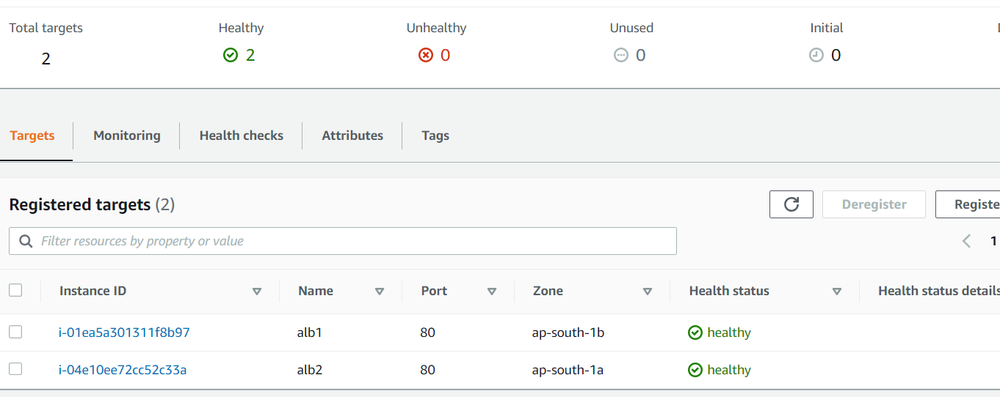 Total targets Healthy Unhealthy Unused Initial
2 2 0 0 0
Targets Monitoring Health checks Attributes Tags
Registered targets (2) Deregister Registe
Filter resources by property or value 1
Instance ID Name Port Zone Health status Health status details
i-01ea5a301311f8b97 alb1 80 ap-south-1b healthy
i-04e10ee72cc52c33a alb2 80 ap-south-1a healthy